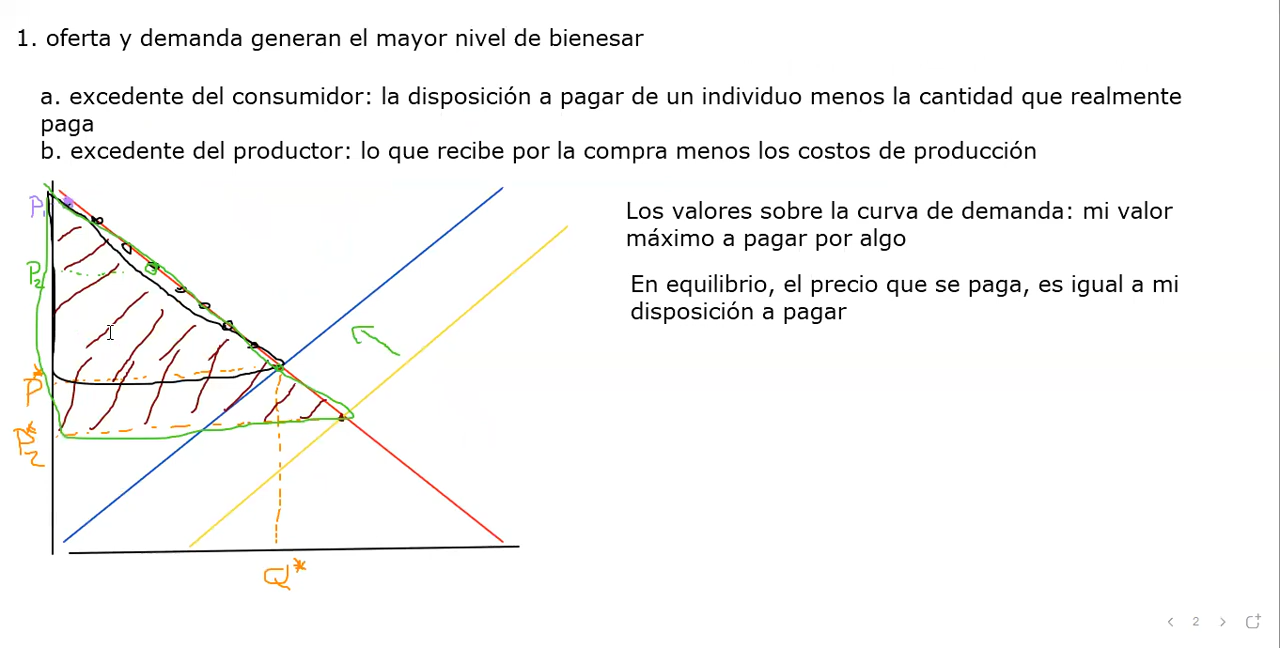 1. oferta y demanda generan el mayor nivel de bienesar
a. excedente del consumidor: la disposición a pagar de un individuo menos la cantidad que realmente
paga
b. excedente del productor: lo que recibe por la compra menos los costos de producción
P1
Los valores sobre la curva de demanda: mi valor
máximo a pagar por algo
P2
En equilibrio, el precio que se paga, es igual a mi
disposición a pagar
P*
P*2
Q*
2